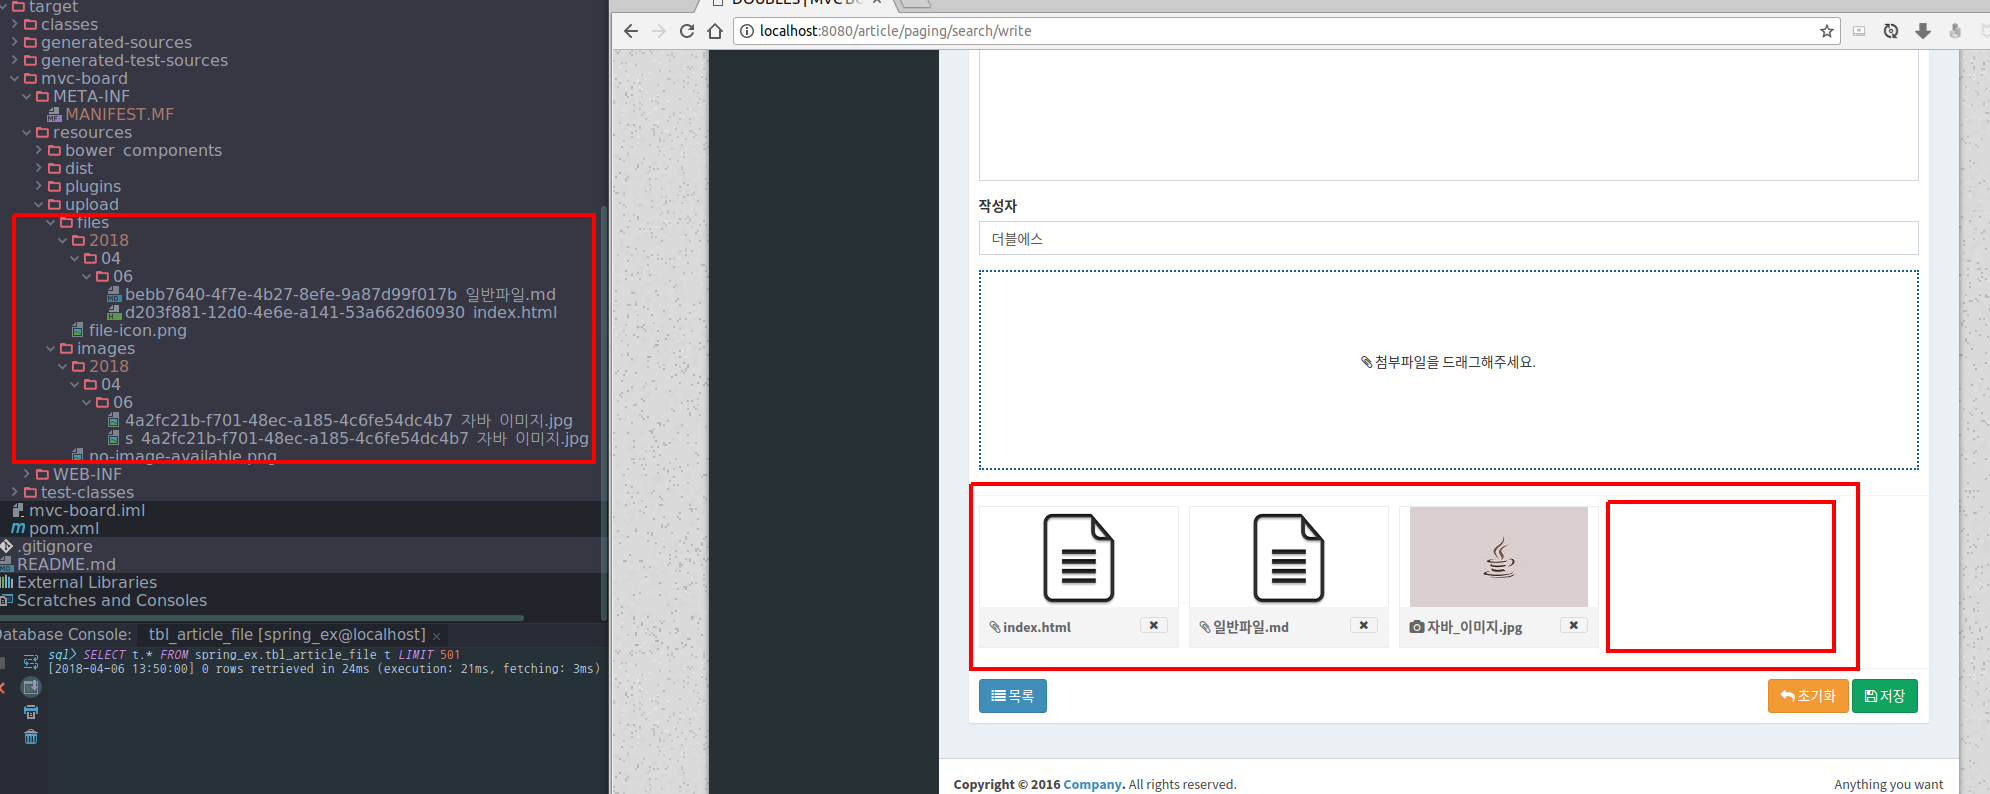 target
classes
generated-sources
generated-test-sources
mvc-board
META-INF
MANIFEST.MF
resources
bower_components
dist
plugins
upload
files
2018
04
06
bebb7640-4f7e-4b27-8efe-9a87d99f017b_일반파일.md
d203f881-12d0-4e6e-a141-53a662d60930_index.html
file-icon.png
images
2018
04
06
4a2fc21b-f701-48ec-a185-4c6fe54dc4b7_자바_이미지.jpg
s_4a2fc21b-f701-48ec-a185-4c6fe54dc4b7_자바_이미지.jpg
no-image-available.png
WEB-INF
test-classes
mvc-board.iml
pom.xml
.gitignore
README.md
External Libraries
Scratches and Consoles
Database Console: tbl_article_file [spring_ex@localhost]
sql> SELECT t.* FROM spring_ex.tbl_article_file t LIMIT 501
[2018-04-06 13:50:00] 0 rows retrieved in 24ms (execution: 21ms, fetching: 3ms)
DOUBLES | MVC BO
localhost:8080/article/paging/search/write
작성자
더블에스
첨부파일을 드래그해주세요.
index.html
일반파일.md
자바_이미지.jpg
목록
초기화
저장
Copyright © 2016 Company. All rights reserved.
Anything you want